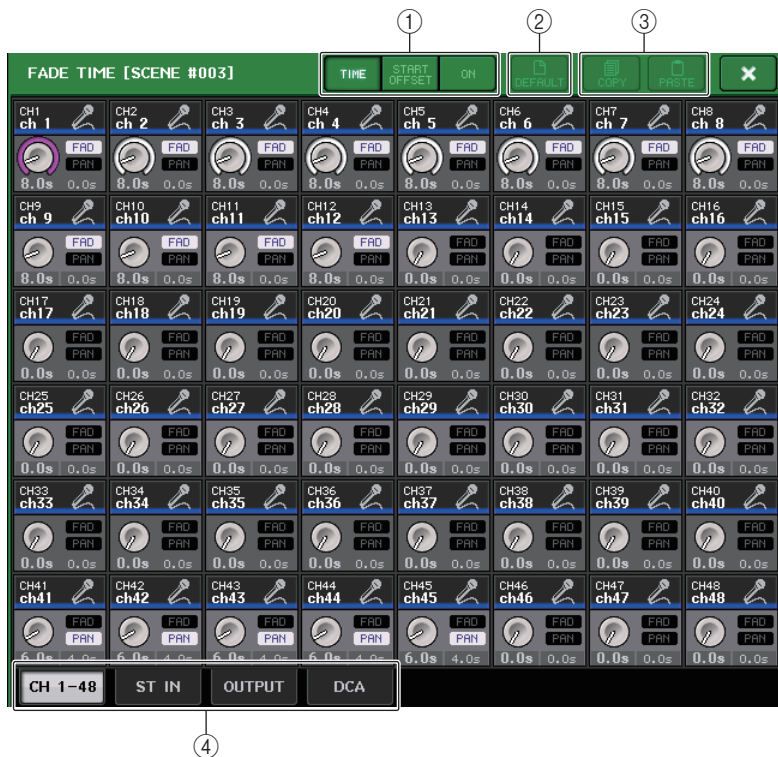 ① ② ③
FADE TIME [SCENE #003] TIME START OFFSET ON DEFAULT COPY PASTE ×
CH1 CH2 CH3 CH4 CH5 CH6 CH7 CH8
ch 1 ch 2 ch 3 ch 4 ch 5 ch 6 ch 7 ch 8
FAD FAD FAD FAD FAD FAD FAD FAD
PAN PAN PAN PAN PAN PAN PAN PAN
8.0s 0.0s 8.0s 0.0s 8.0s 0.0s 8.0s 0.0s 8.0s 0.0s 8.0s 0.0s 8.0s 0.0s 8.0s 0.0s
CH9 CH10 CH11 CH12 CH13 CH14 CH15 CH16
ch 9 ch10 ch11 ch12 ch13 ch14 ch15 ch16
FAD FAD FAD FAD FAD FAD FAD FAD
PAN PAN PAN PAN PAN PAN PAN PAN
8.0s 0.0s 8.0s 0.0s 8.0s 0.0s 8.0s 0.0s 0.0s 0.0s 0.0s 0.0s 0.0s 0.0s 0.0s 0.0s
CH17 CH18 CH19 CH20 CH21 CH22 CH23 CH24
ch17 ch18 ch19 ch20 ch21 ch22 ch23 ch24
FAD FAD FAD FAD FAD FAD FAD FAD
PAN PAN PAN PAN PAN PAN PAN PAN
0.0s 0.0s 0.0s 0.0s 0.0s 0.0s 0.0s 0.0s 0.0s 0.0s 0.0s 0.0s 0.0s 0.0s 0.0s 0.0s
CH25 CH26 CH27 CH28 CH29 CH30 CH31 CH32
ch25 ch26 ch27 ch28 ch29 ch30 ch31 ch32
FAD FAD FAD FAD FAD FAD FAD FAD
PAN PAN PAN PAN PAN PAN PAN PAN
0.0s 0.0s 0.0s 0.0s 0.0s 0.0s 0.0s 0.0s 0.0s 0.0s 0.0s 0.0s 0.0s 0.0s 0.0s 0.0s
CH33 CH34 CH35 CH36 CH37 CH38 CH39 CH40
ch33 ch34 ch35 ch36 ch37 ch38 ch39 ch40
FAD FAD FAD FAD FAD FAD FAD FAD
PAN PAN PAN PAN PAN PAN PAN PAN
0.0s 0.0s 0.0s 0.0s 0.0s 0.0s 0.0s 0.0s 0.0s 0.0s 0.0s 0.0s 0.0s 0.0s 0.0s 0.0s
CH41 CH42 CH43 CH44 CH45 CH46 CH47 CH48
ch41 ch42 ch43 ch44 ch45 ch46 ch47 ch48
FAD FAD FAD FAD FAD FAD FAD FAD
PAN PAN PAN PAN PAN PAN PAN PAN
6.0s 4.0s 6.0s 4.0s 6.0s 4.0s 6.0s 4.0s 6.0s 4.0s 0.0s 0.0s 0.0s 0.0s 0.0s 0.0s
CH 1-48 ST IN OUTPUT DCA
④